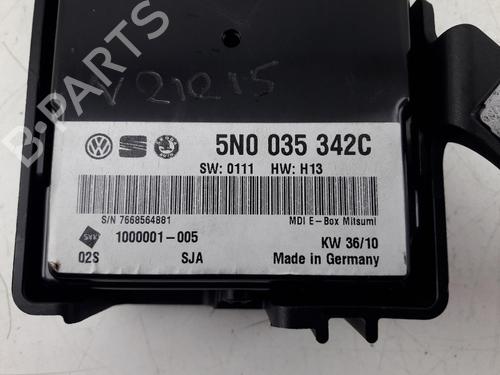 B-PARTS
V21215
5N0 035 342C
SW: 0111 HW: H13
S/N 7668564881
MDI E-Box Mitsumi
1000001-005
KW 36/10
02S
SJA
Made in Germany